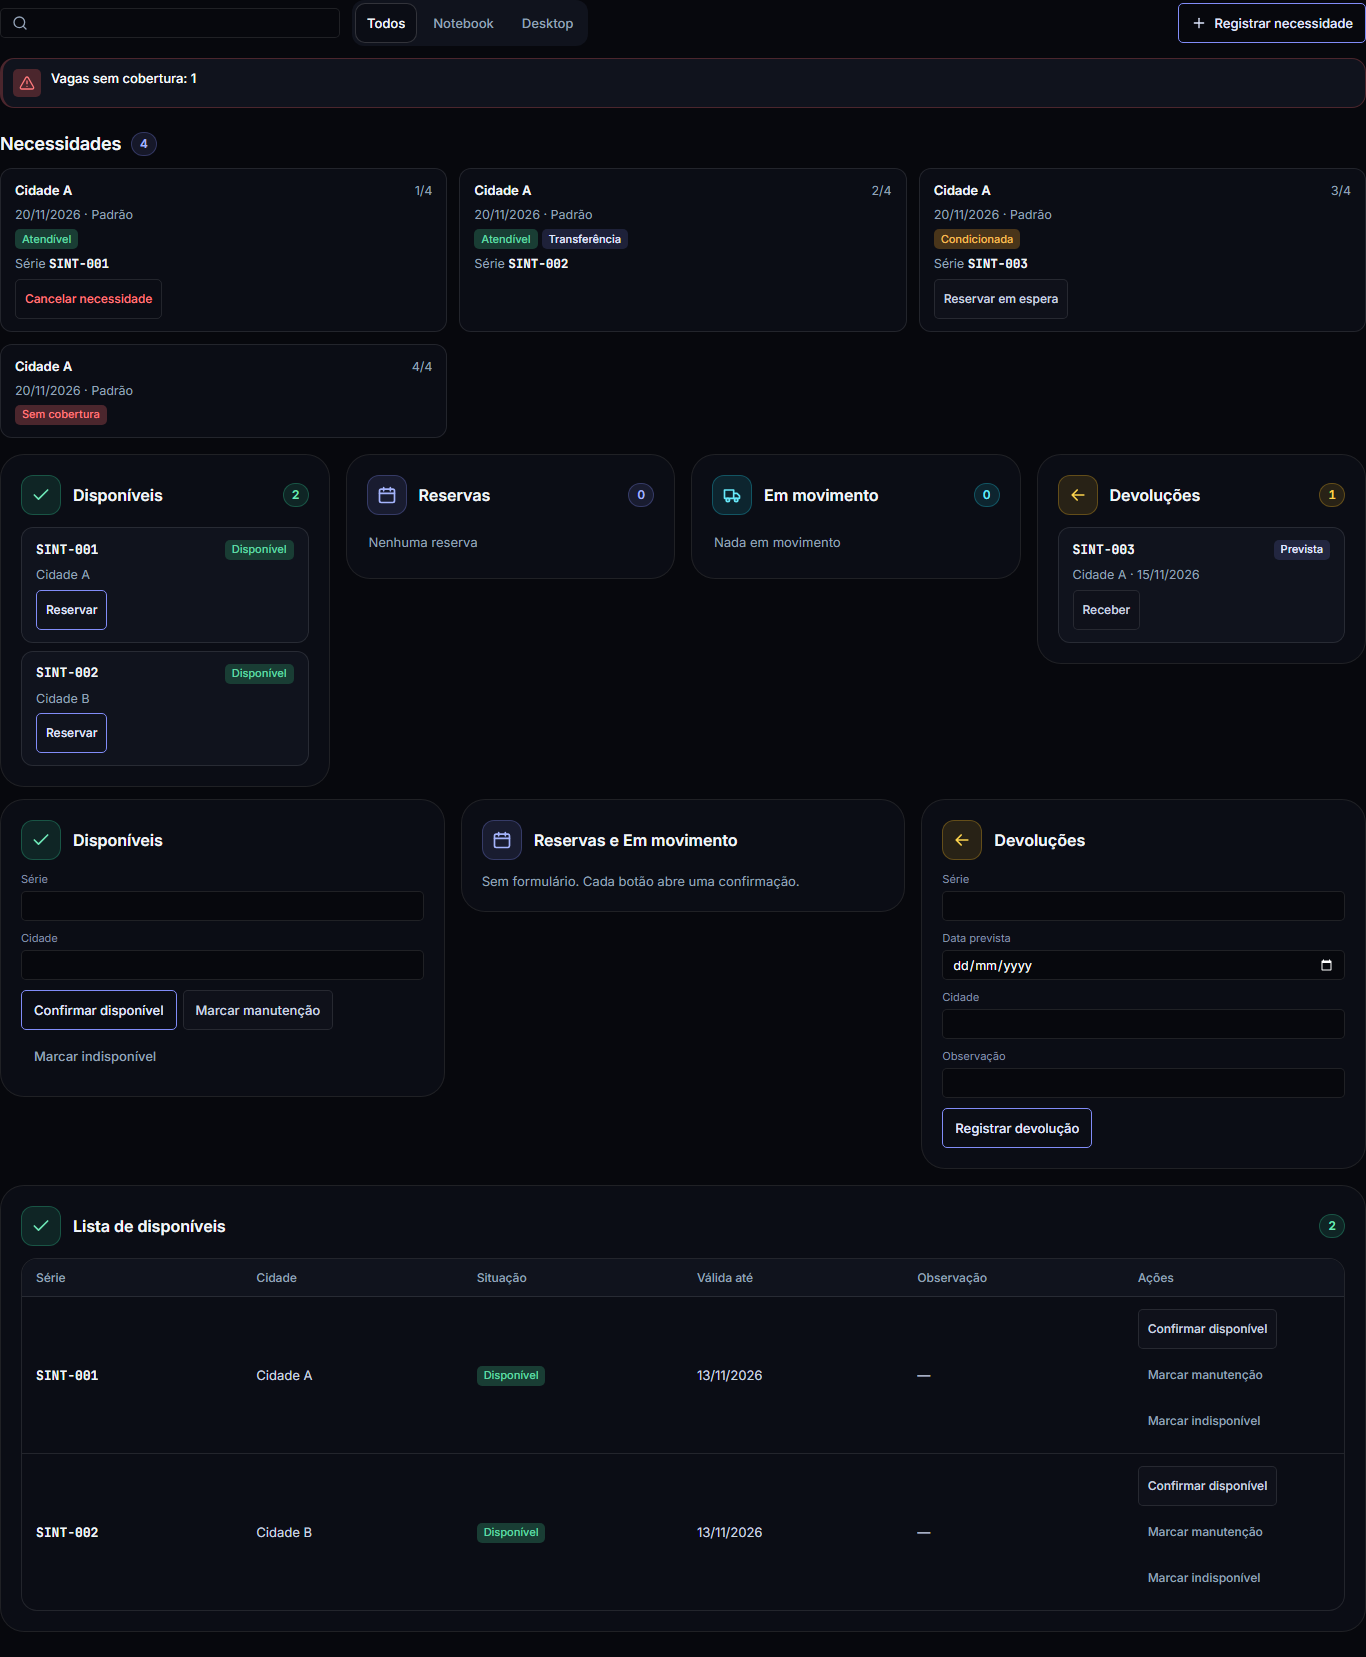 Todos Notebook Desktop + Registrar necessidade
Vagas sem cobertura: 1
Necessidades 4
Cidade A 1/4
20/11/2026 · Padrão
Atendível
Série SINT-001
Cancelar necessidade
Cidade A 2/4
20/11/2026 · Padrão
Atendível Transferência
Série SINT-002
Cidade A 3/4
20/11/2026 · Padrão
Condicionada
Série SINT-003
Reservar em espera
Cidade A 4/4
20/11/2026 · Padrão
Sem cobertura
Disponíveis 2
SINT-001 Disponível
Cidade A
Reservar
SINT-002 Disponível
Cidade B
Reservar
Reservas 0
Nenhuma reserva
Em movimento 0
Nada em movimento
Devoluções 1
SINT-003 Prevista
Cidade A · 15/11/2026
Receber
Disponíveis
Série
Cidade
Confirmar disponível Marcar manutenção
Marcar indisponível
Reservas e Em movimento
Sem formulário. Cada botão abre uma confirmação.
Devoluções
Série
Data prevista
dd/mm/yyyy
Cidade
Observação
Registrar devolução
Lista de disponíveis 2
Série Cidade Situação Válida até Observação Ações
SINT-001 Cidade A Disponível 13/11/2026 — Confirmar disponível
Marcar manutenção
Marcar indisponível
SINT-002 Cidade B Disponível 13/11/2026 — Confirmar disponível
Marcar manutenção
Marcar indisponível